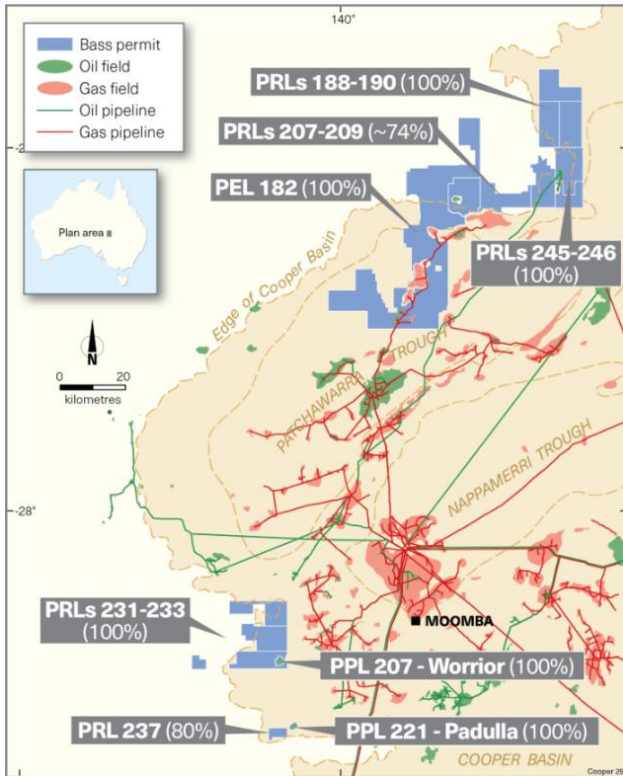 140°
Bass permit
Oil field
Gas field
Oil pipeline
Gas pipeline
PRLs 188-190 (100%)
PRLs 207-209 (~74%)
PEL 182 (100%)
Plan area
PRLs 245-246
(100%)
Edge of Cooper Basin
N
0 20
kilometres
PATCHAWARRA TROUGH
NAPPAMERRI TROUGH
-28°
PRLs 231-233
(100%)
MOOMBA
PPL 207 - Worrior (100%)
PRL 237 (80%)
PPL 221 - Padulla (100%)
COOPER BASIN